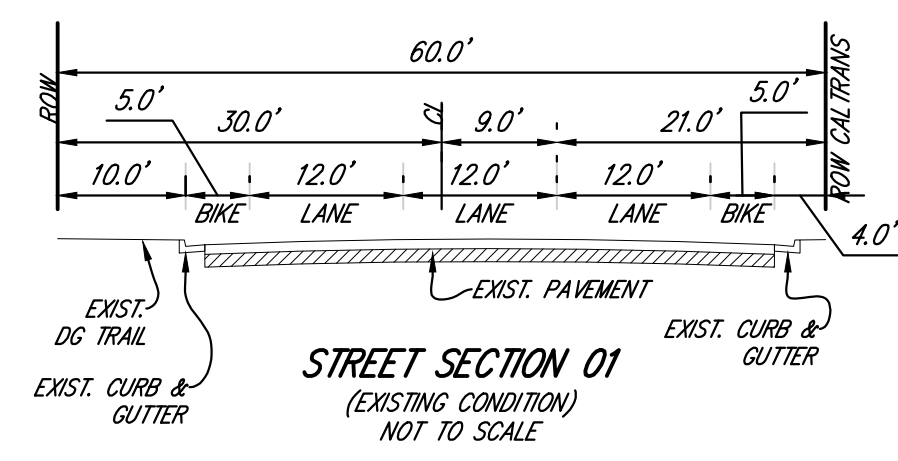 60.0'
ROW
ROW CALTRANS
5.0'
30.0'
CL
9.0'
21.0'
5.0'
10.0'
12.0'
12.0'
12.0'
4.0'
BIKE
LANE
LANE
LANE
BIKE
EXIST.
DG TRAIL
EXIST. PAVEMENT
EXIST. CURB &
GUTTER
EXIST. CURB &
GUTTER
STREET SECTION 01
(EXISTING CONDITION)
NOT TO SCALE